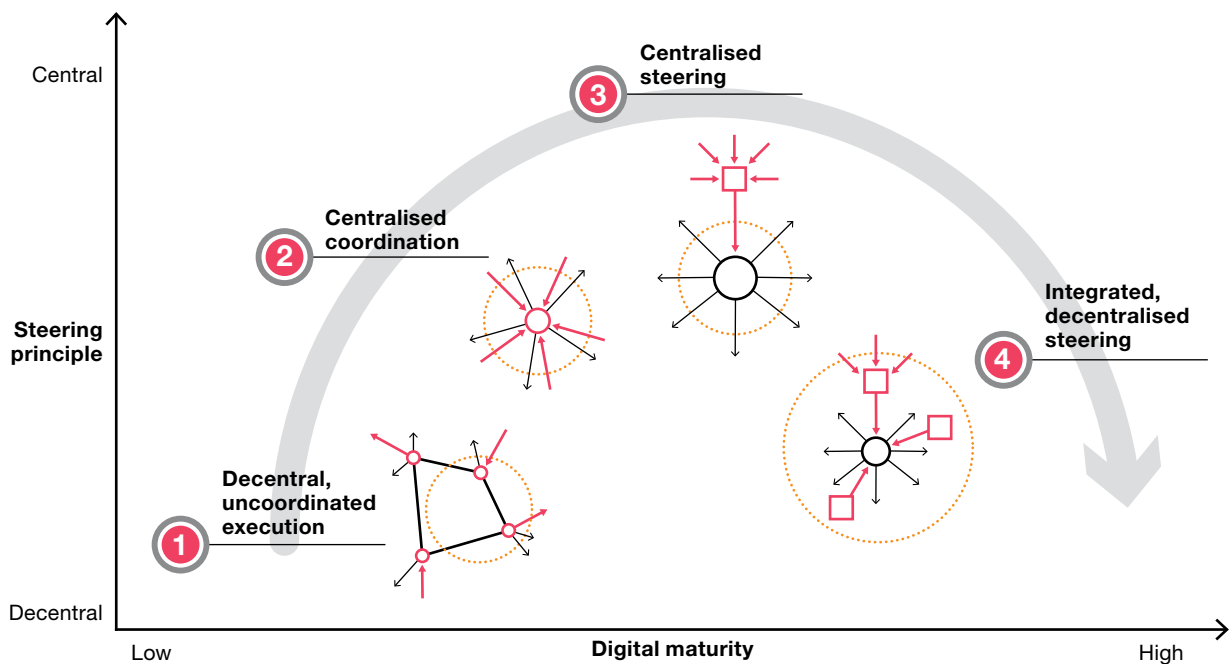 Central
Centralised
steering
3
Centralised
coordination
2
Integrated,
decentralised
steering
4
Steering
principle
Decentral,
uncoordinated
execution
1
Decentral
Low
Digital maturity
High